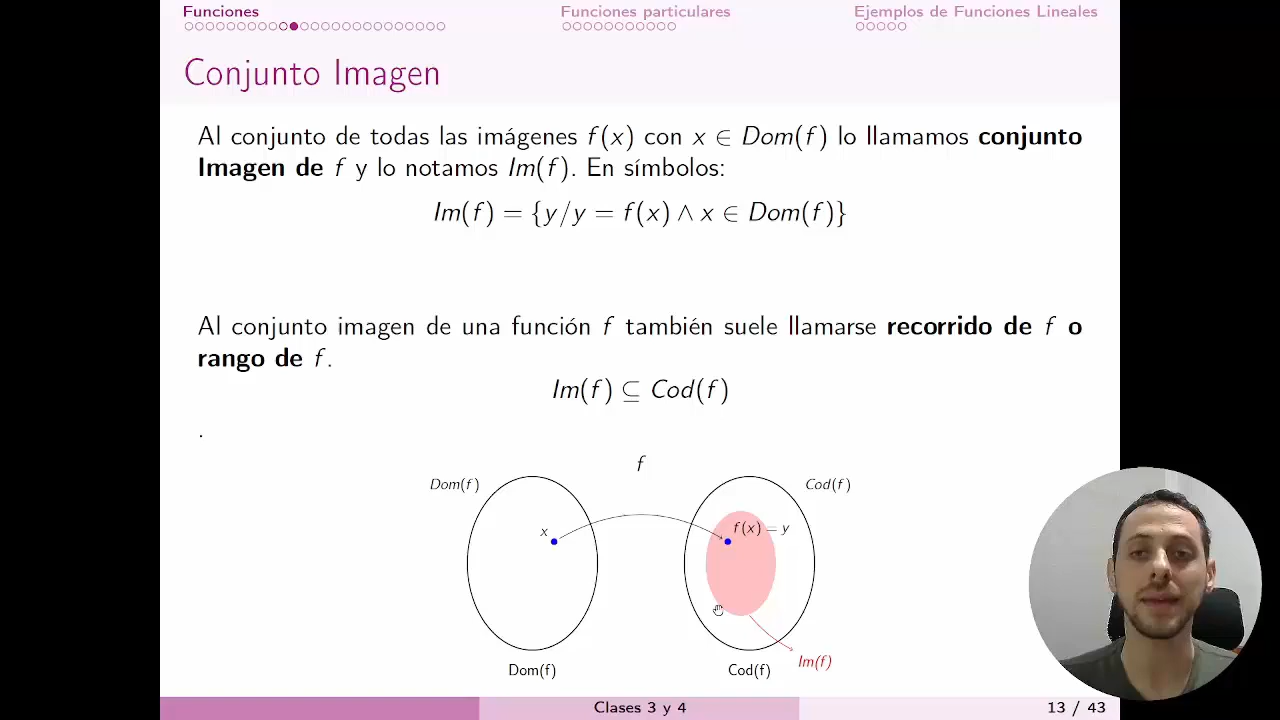 Funciones
Funciones particulares
Ejemplos de Funciones Lineales
Conjunto Imagen
Al conjunto de todas las imágenes f(x) con x ∈ Dom(f) lo llamamos conjunto
Imagen de f y lo notamos Im(f). En símbolos:
Im(f) = {y/y = f(x) ∧ x ∈ Dom(f)}
Al conjunto imagen de una función f también suele llamarse recorrido de f o
rango de f.
Im(f) ⊆ Cod(f)
.
f
Dom(f)
Cod(f)
x
f(x) = y
Im(f)
Dom(f)
Cod(f)
Clases 3 y 4
13 / 43